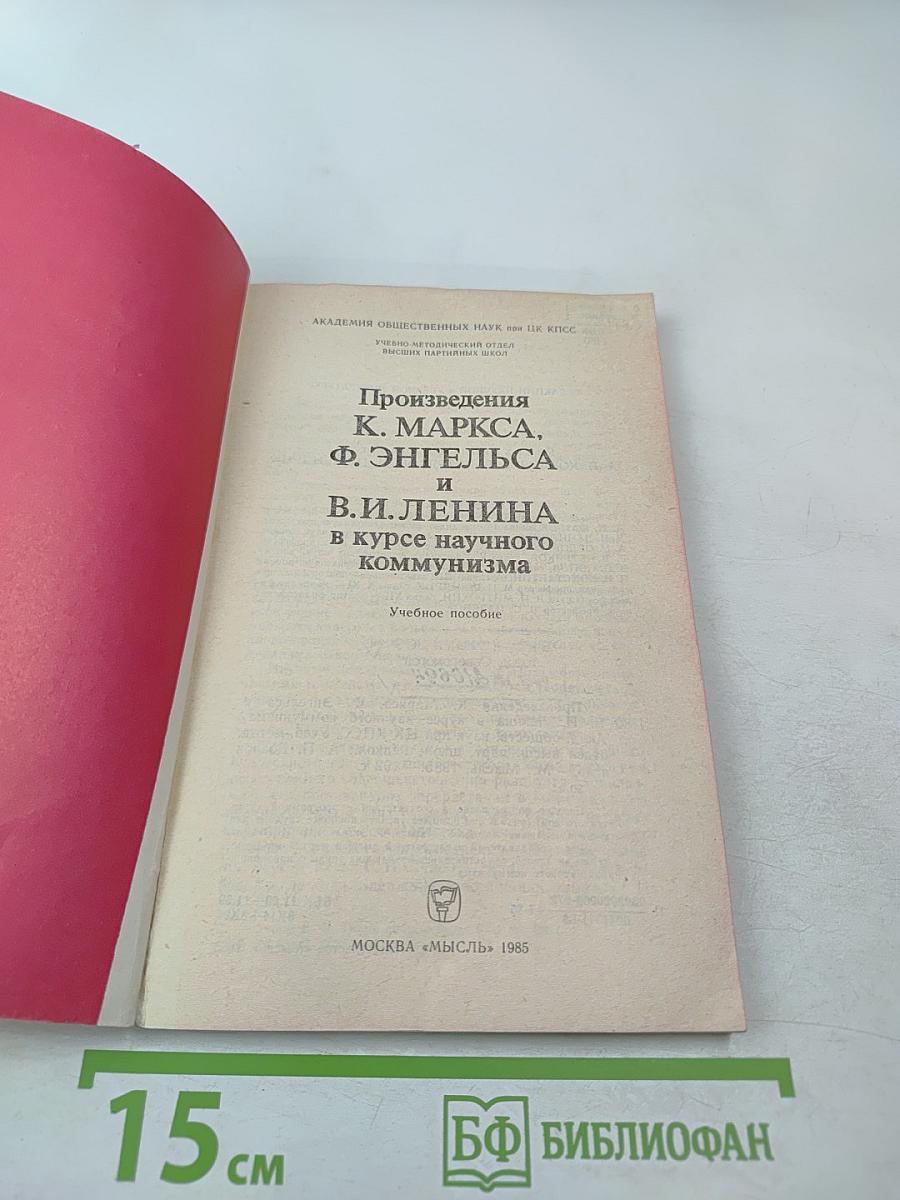 АКАДЕМИЯ ОБЩЕСТВЕННЫХ НАУК при ЦК КПСС
УЧЕБНО-МЕТОДИЧЕСКИЙ ОТДЕЛ
ВЫСШИХ ПАРТИЙНЫХ ШКОЛ
Произведения
К. МАРКСА,
Ф. ЭНГЕЛЬСА
и
В.И.ЛЕНИНА
в курсе научного
коммунизма
Учебное пособие
МОСКВА «МЫСЛЬ» 1985
15 см
БФ БИБЛИОФАН